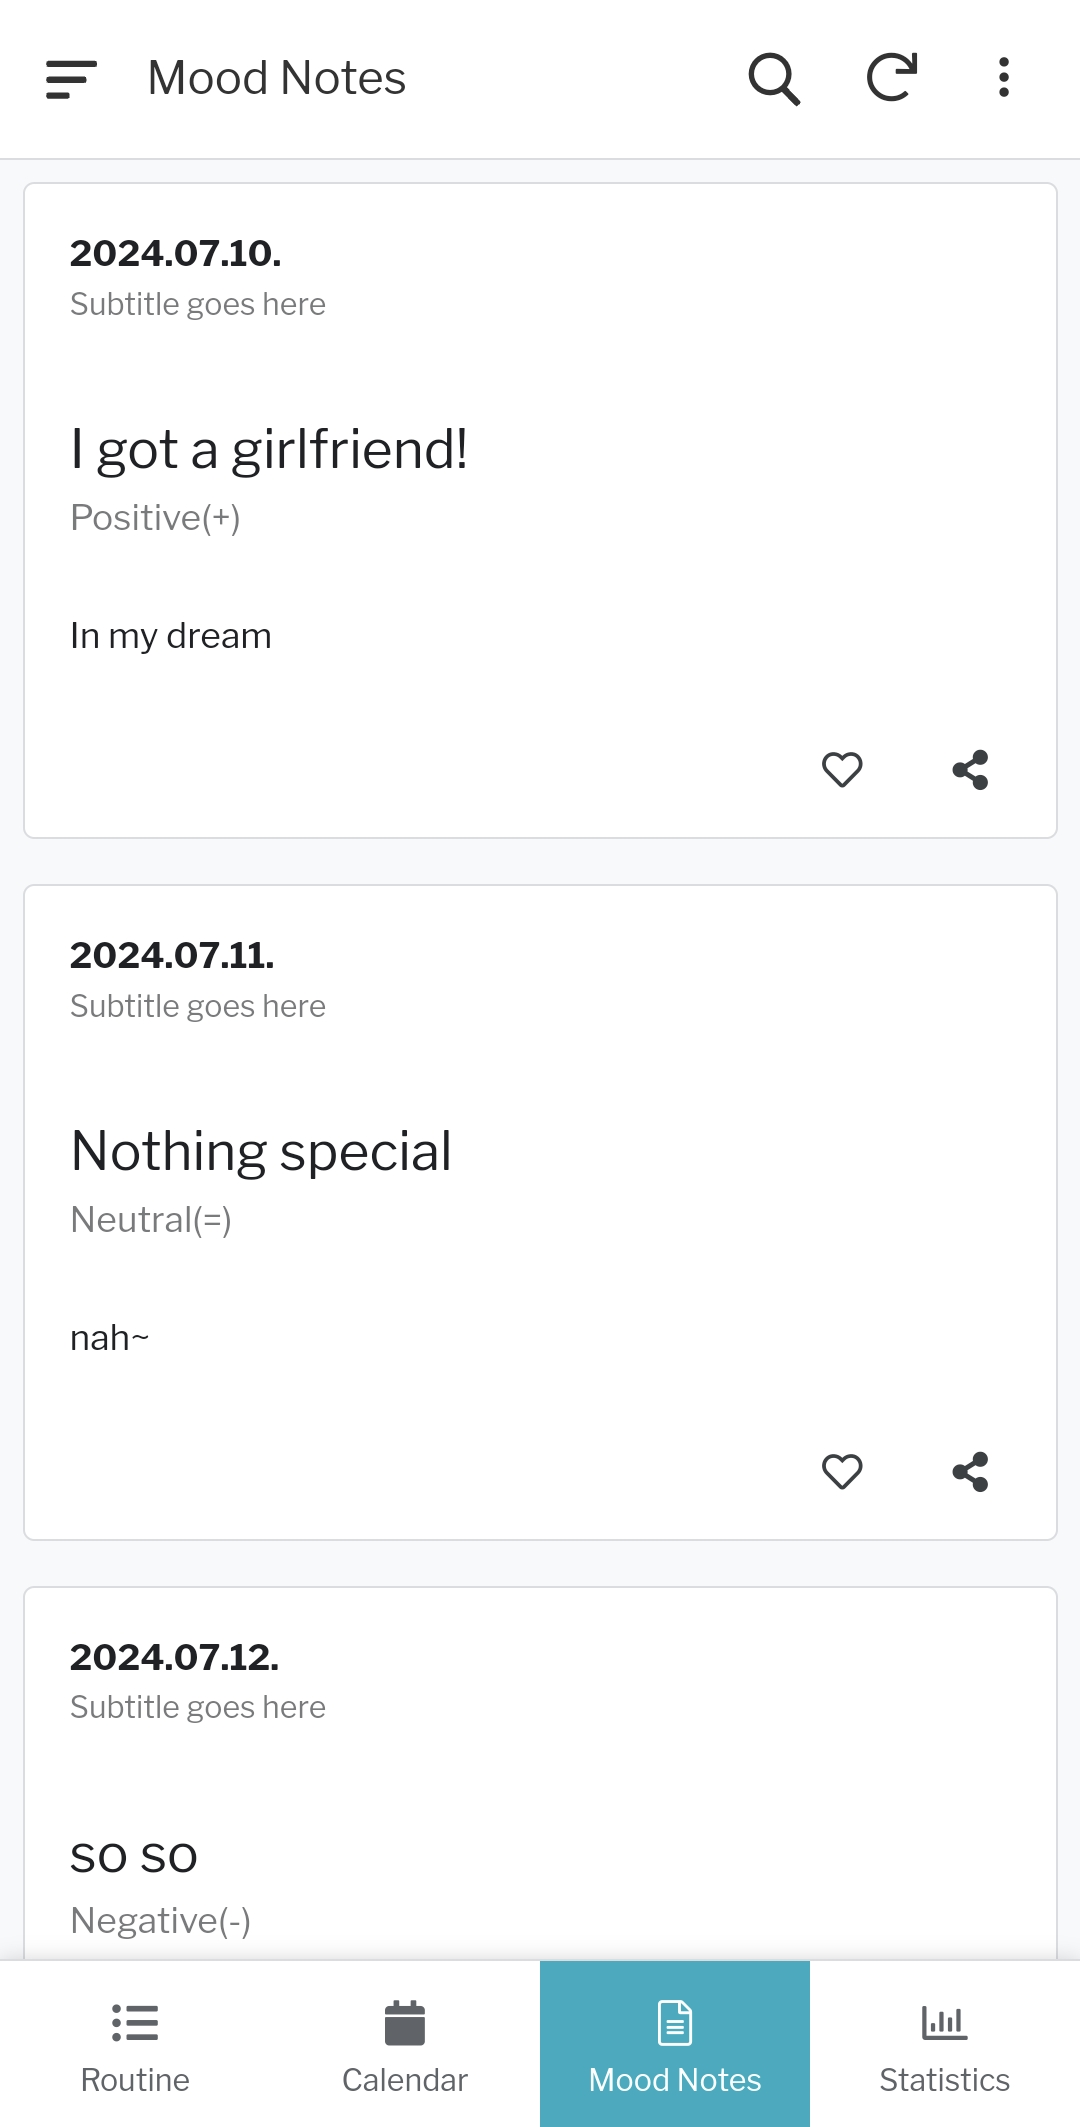 Mood Notes
2024.07.10.
Subtitle goes here
I got a girlfriend!
Positive(+)
In my dream
2024.07.11.
Subtitle goes here
Nothing special
Neutral(=)
nah~
2024.07.12.
Subtitle goes here
so so
Negative(-)
Routine
Calendar
Mood Notes
Statistics